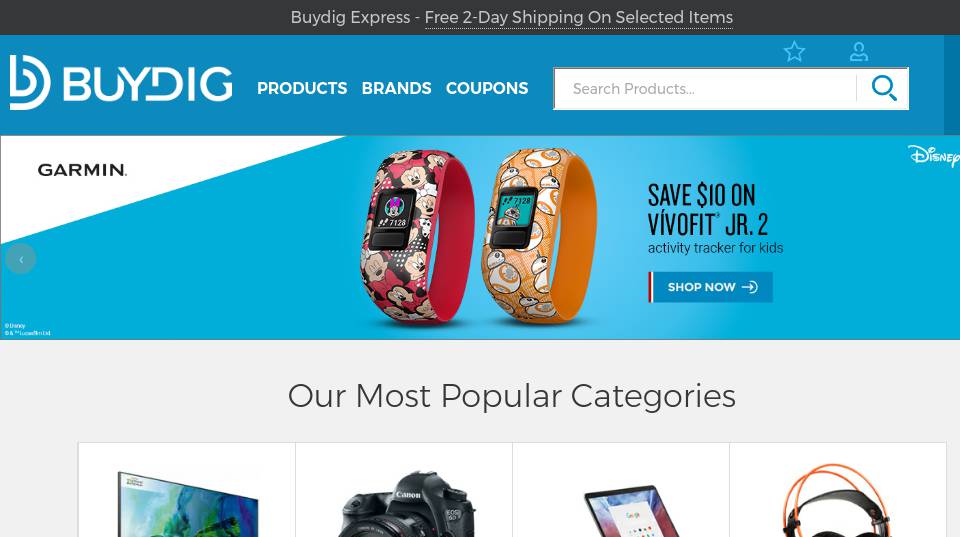 Buydig Express - Free 2-Day Shipping On Selected Items
BUYDIG
PRODUCTS BRANDS COUPONS
Search Products...
GARMIN.
Disney
7128
7128
SAVE $10 ON
VÍVOFIT® JR. 2
activity tracker for kids
SHOP NOW
© Disney
© & ™ Lucasfilm Ltd.
Our Most Popular Categories
Canon
EOS
6D
Google